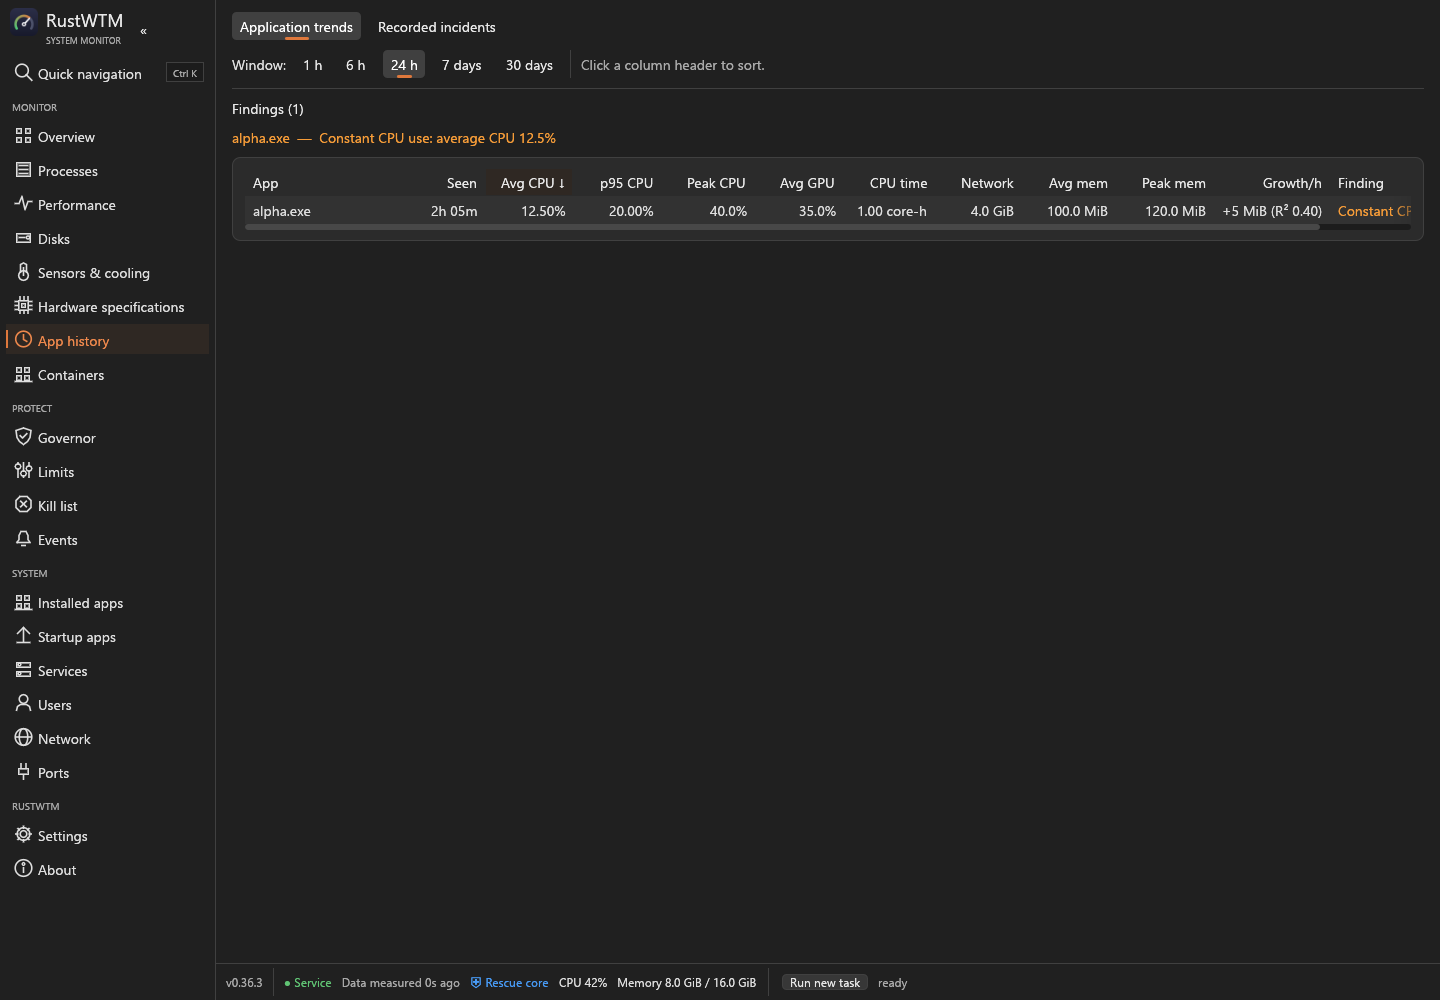 RustWTM
SYSTEM MONITOR
«
Quick navigation Ctrl K
MONITOR
Overview
Processes
Performance
Disks
Sensors & cooling
Hardware specifications
App history
Containers
PROTECT
Governor
Limits
Kill list
Events
SYSTEM
Installed apps
Startup apps
Services
Users
Network
Ports
RUSTWTM
Settings
About
Application trends Recorded incidents
Window: 1 h 6 h 24 h 7 days 30 days Click a column header to sort.
Findings (1)
alpha.exe — Constant CPU use: average CPU 12.5%
App Seen Avg CPU ↓ p95 CPU Peak CPU Avg GPU CPU time Network Avg mem Peak mem Growth/h Finding
alpha.exe 2h 05m 12.50% 20.00% 40.0% 35.0% 1.00 core-h 4.0 GiB 100.0 MiB 120.0 MiB +5 MiB (R² 0.40) Constant CP
v0.36.3 ● Service Data measured 0s ago Rescue core CPU 42% Memory 8.0 GiB / 16.0 GiB Run new task ready